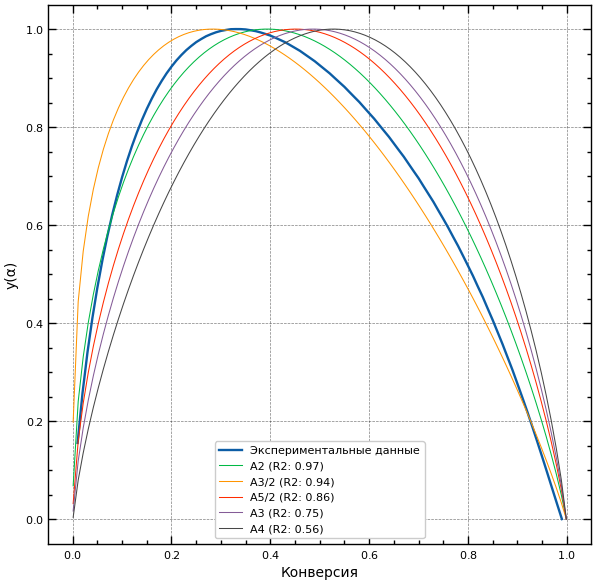 y(α)
1.0
0.8
0.6
0.4
0.2
0.0
Экспериментальные данные
A2 (R2: 0.97)
A3/2 (R2: 0.94)
A5/2 (R2: 0.86)
A3 (R2: 0.75)
A4 (R2: 0.56)
0.0 0.2 0.4 0.6 0.8 1.0
Конверсия